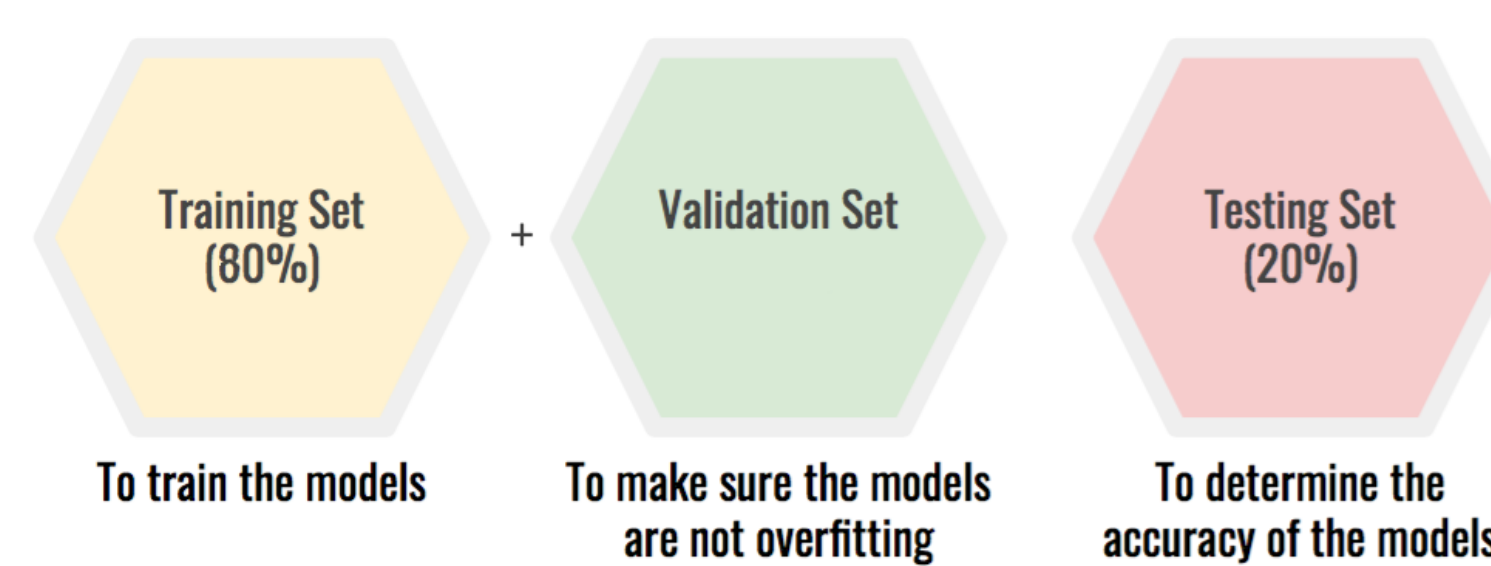 Training Set
(80%)
+
Validation Set
Testing Set
(20%)
To train the models
To make sure the models
are not overfitting
To determine the
accuracy of the models